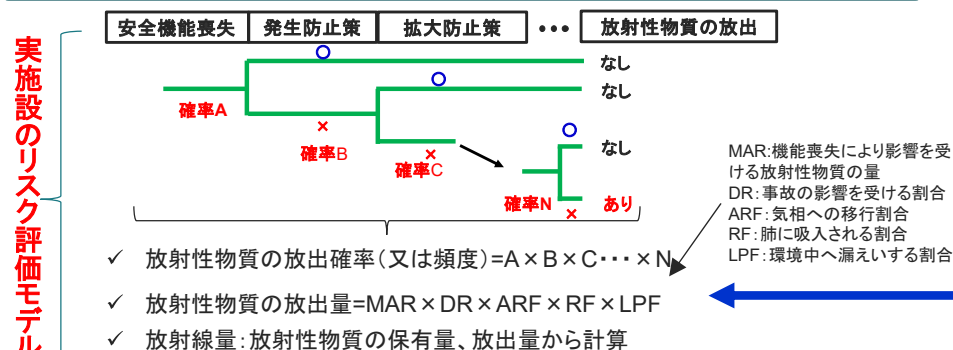 安全機能喪失 発生防止策 拡大防止策 ••• 放射性物質の放出
実施設のリスク評価モデル
○ なし
○ なし
確率A
×
確率B
×
確率C
○ なし
確率N × あり
MAR:機能喪失により影響を受
ける放射性物質の量
DR:事故の影響を受ける割合
ARF:気相への移行割合
RF:肺に吸入される割合
LPF:環境中へ漏えいする割合
✓ 放射性物質の放出確率(又は頻度)=A×B×C･･･×N
✓ 放射性物質の放出量=MAR×DR×ARF×RF×LPF
✓ 放射線量:放射性物質の保有量、放出量から計算